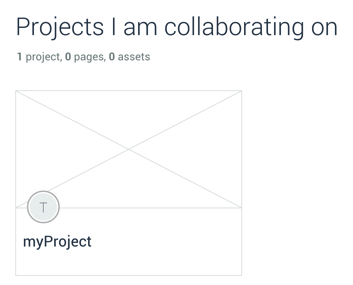 Projects I am collaborating on
1 project, 0 pages, 0 assets
T
myProject